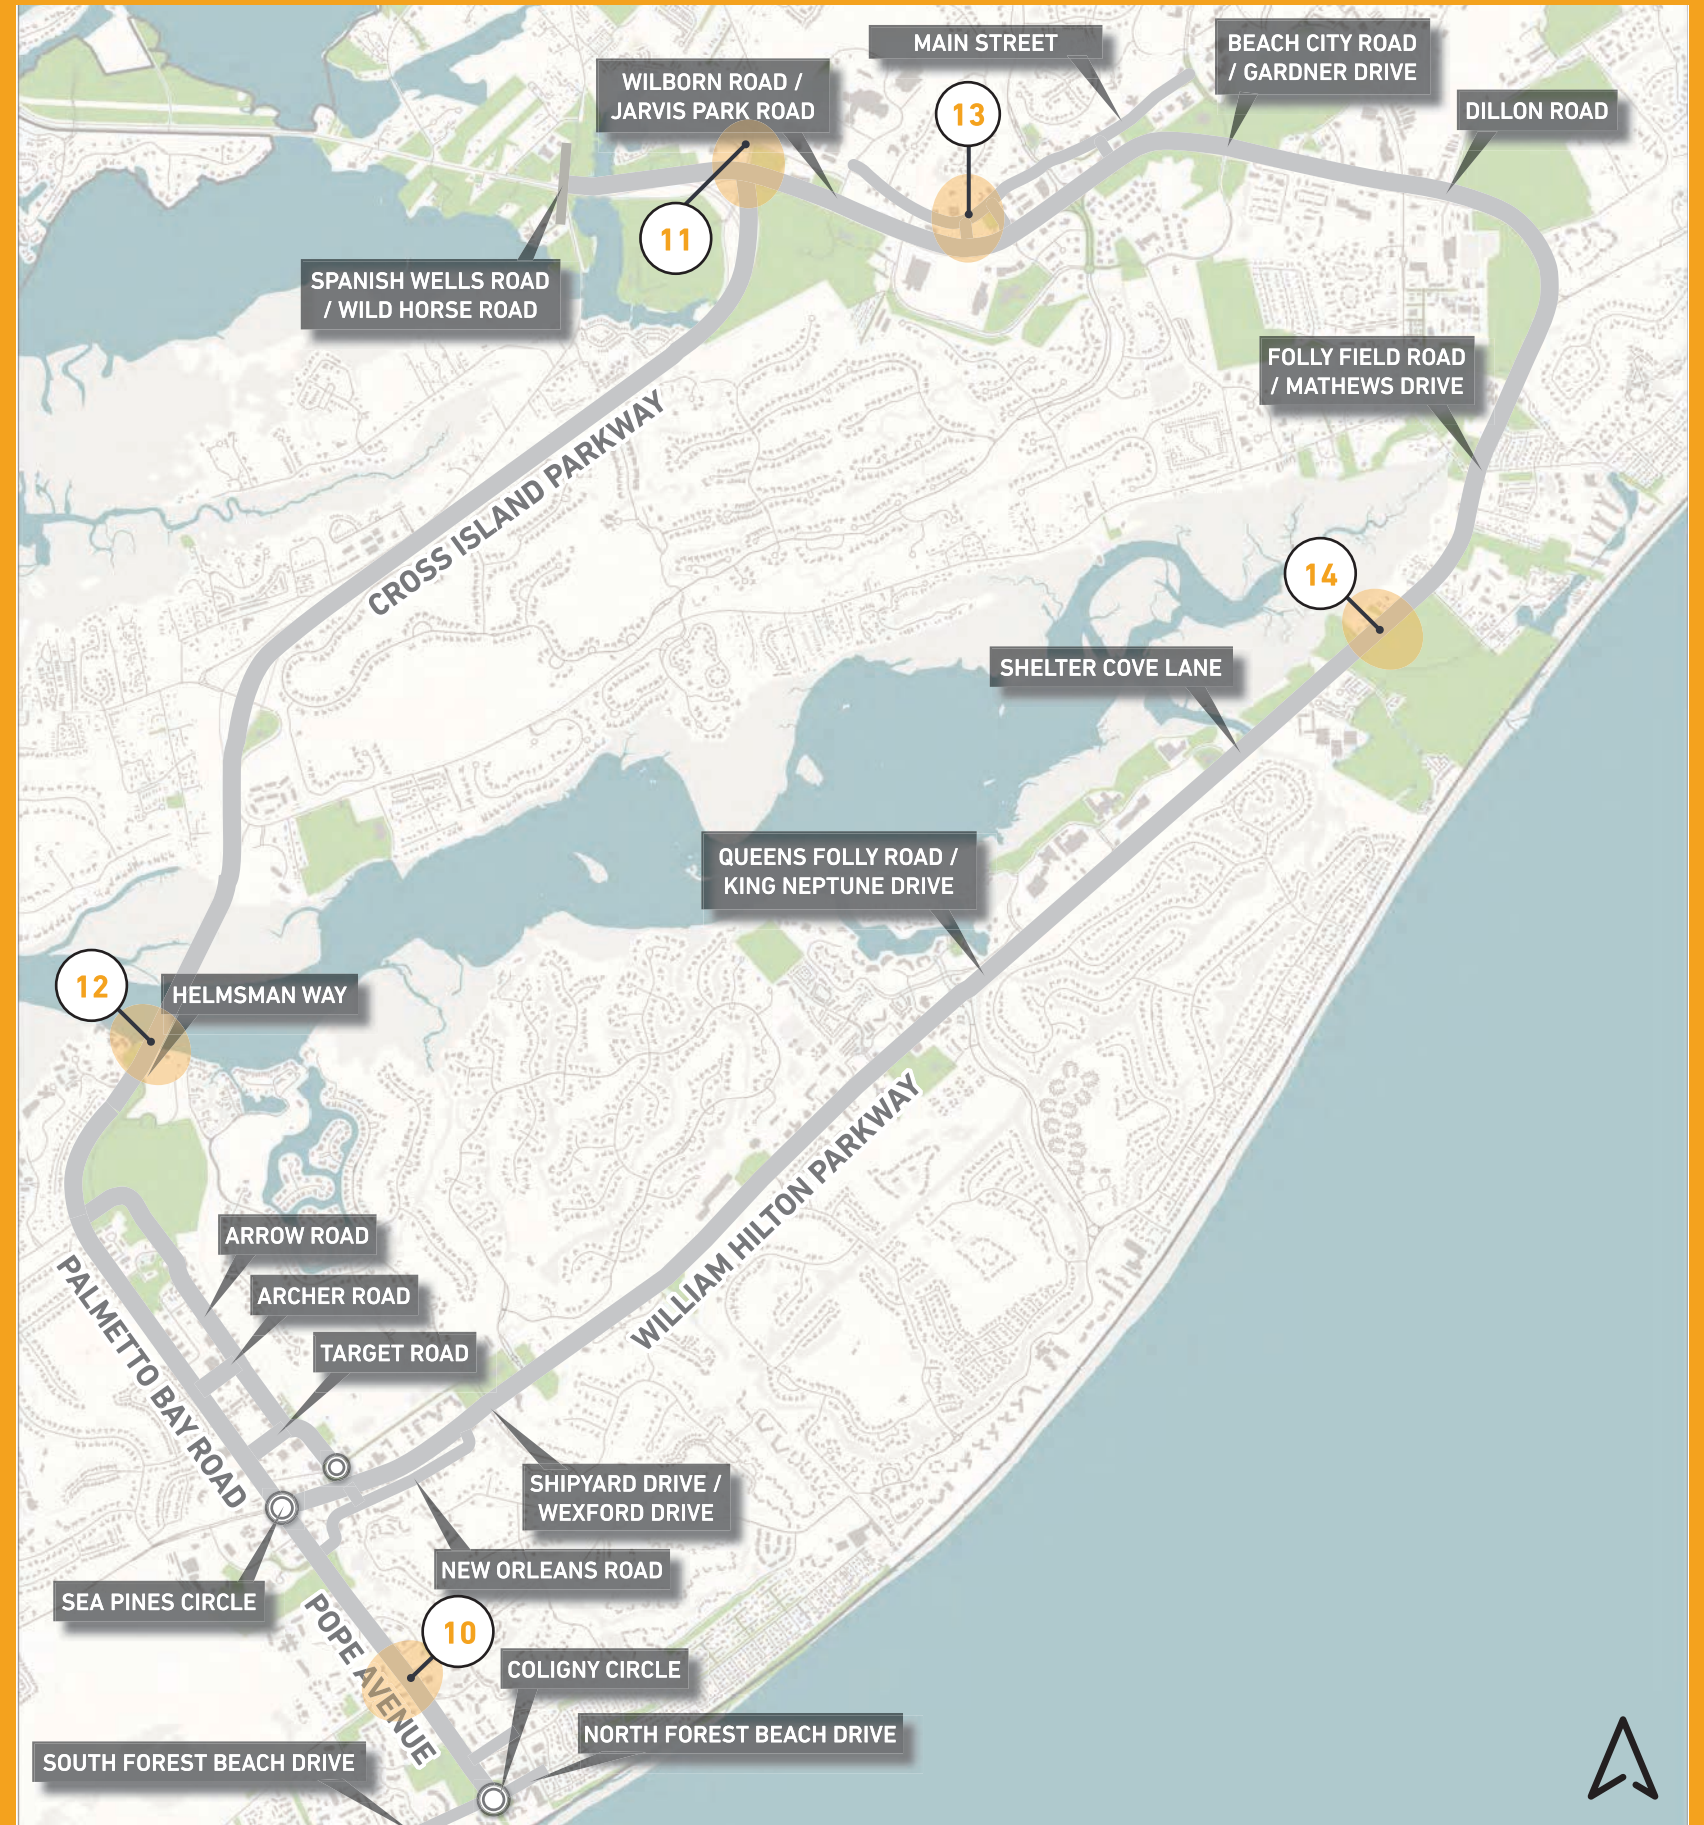 MAIN STREET
BEACH CITY ROAD
/ GARDNER DRIVE
WILBORN ROAD /
JARVIS PARK ROAD
13
DILLON ROAD
11
SPANISH WELLS ROAD
/ WILD HORSE ROAD
FOLLY FIELD ROAD
/ MATHEWS DRIVE
CROSS ISLAND PARKWAY
14
SHELTER COVE LANE
QUEENS FOLLY ROAD /
KING NEPTUNE DRIVE
12
HELMSMAN WAY
WILLIAM HILTON PARKWAY
ARROW ROAD
ARCHER ROAD
TARGET ROAD
PALMETTO BAY ROAD
SHIPYARD DRIVE /
WEXFORD DRIVE
NEW ORLEANS ROAD
SEA PINES CIRCLE
10
POPE AVENUE
COLIGNY CIRCLE
NORTH FOREST BEACH DRIVE
SOUTH FOREST BEACH DRIVE